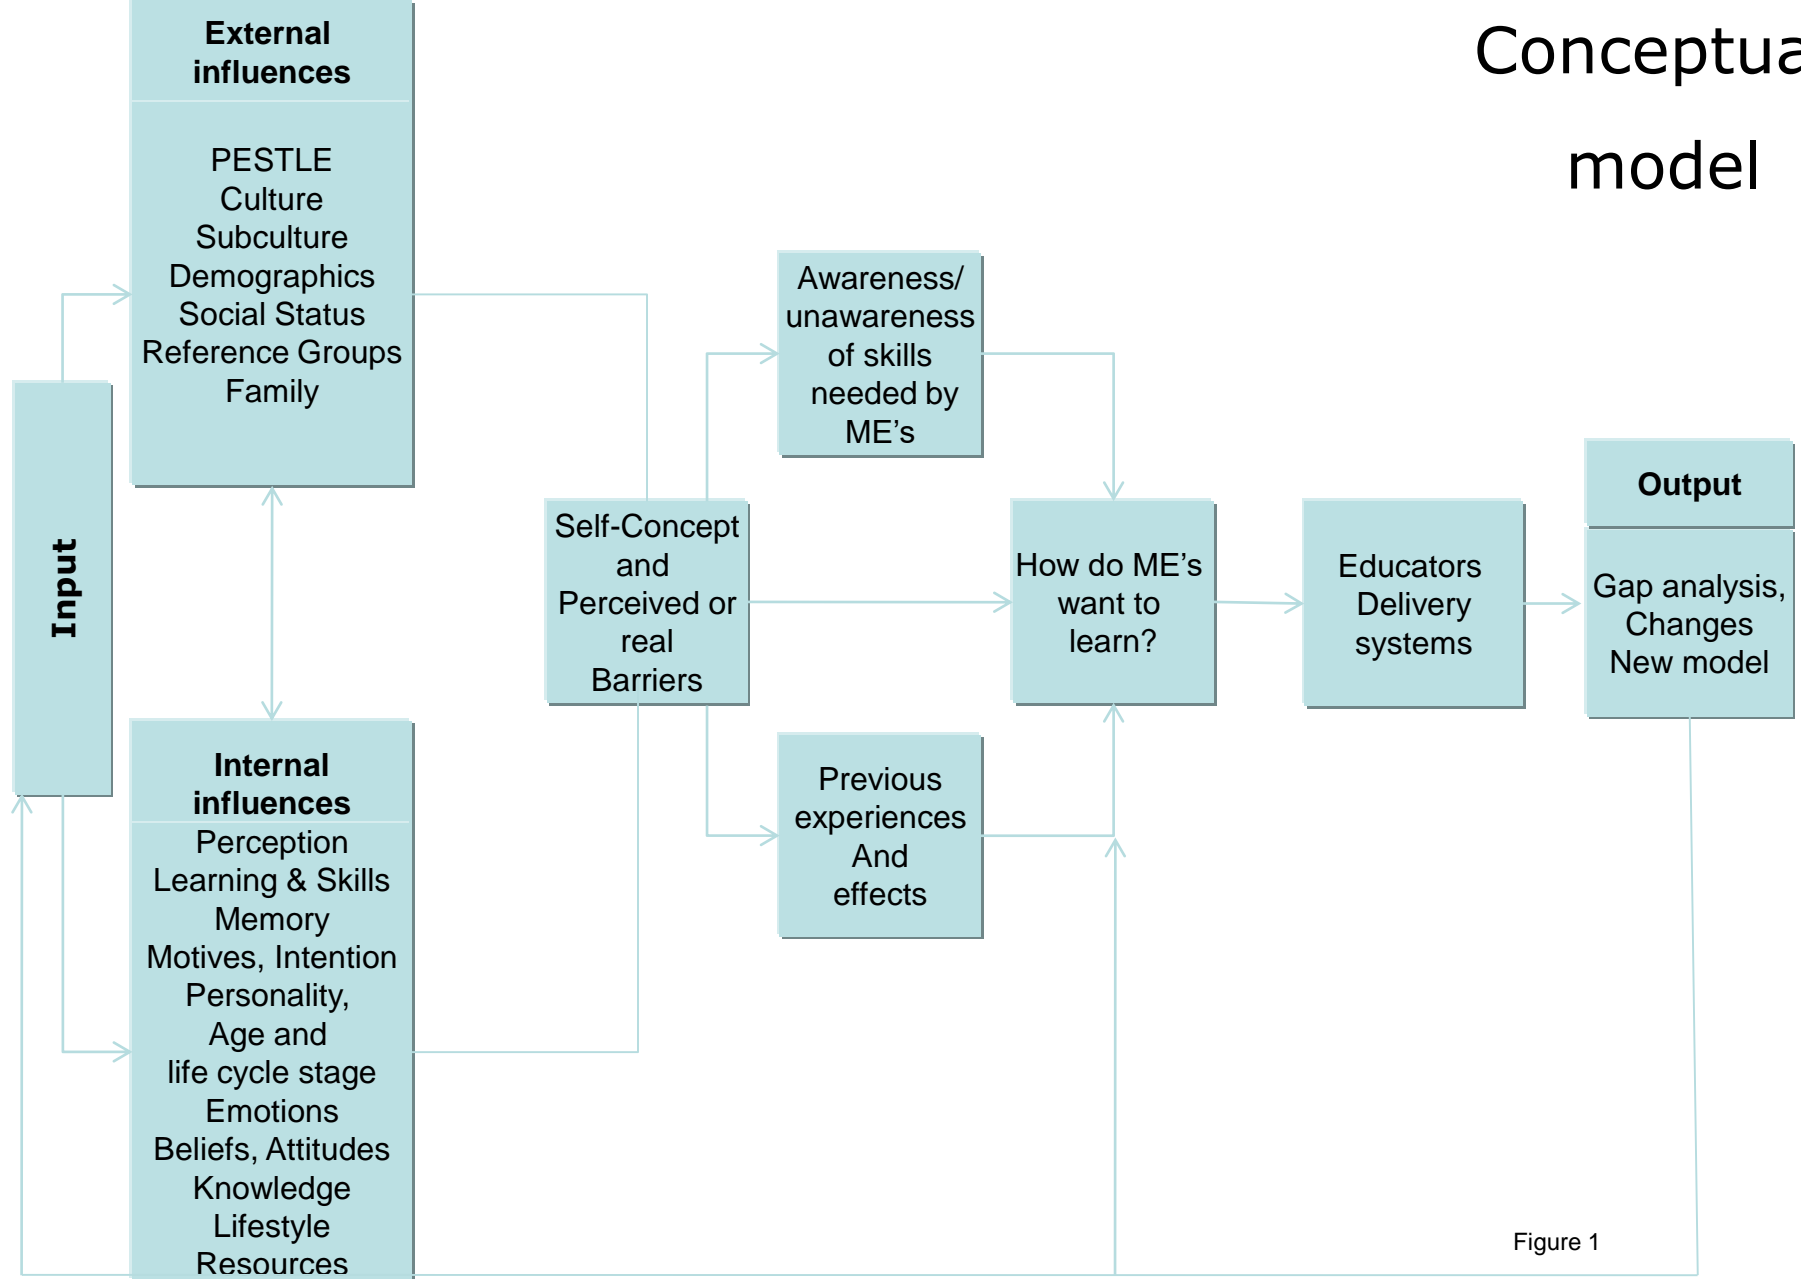 Conceptua
model
External
influences
PESTLE
Culture
Subculture
Demographics
Social Status
Reference Groups
Family
Input
Internal
influences
Perception
Learning & Skills
Memory
Motives, Intention
Personality,
Age and
life cycle stage
Emotions
Beliefs, Attitudes
Knowledge
Lifestyle
Resources
Self-Concept
and
Perceived or
real
Barriers
Awareness/
unawareness
of skills
needed by
ME’s
Previous
experiences
And
effects
How do ME’s
want to
learn?
Educators
Delivery
systems
Output
Gap analysis,
Changes
New model
Figure 1